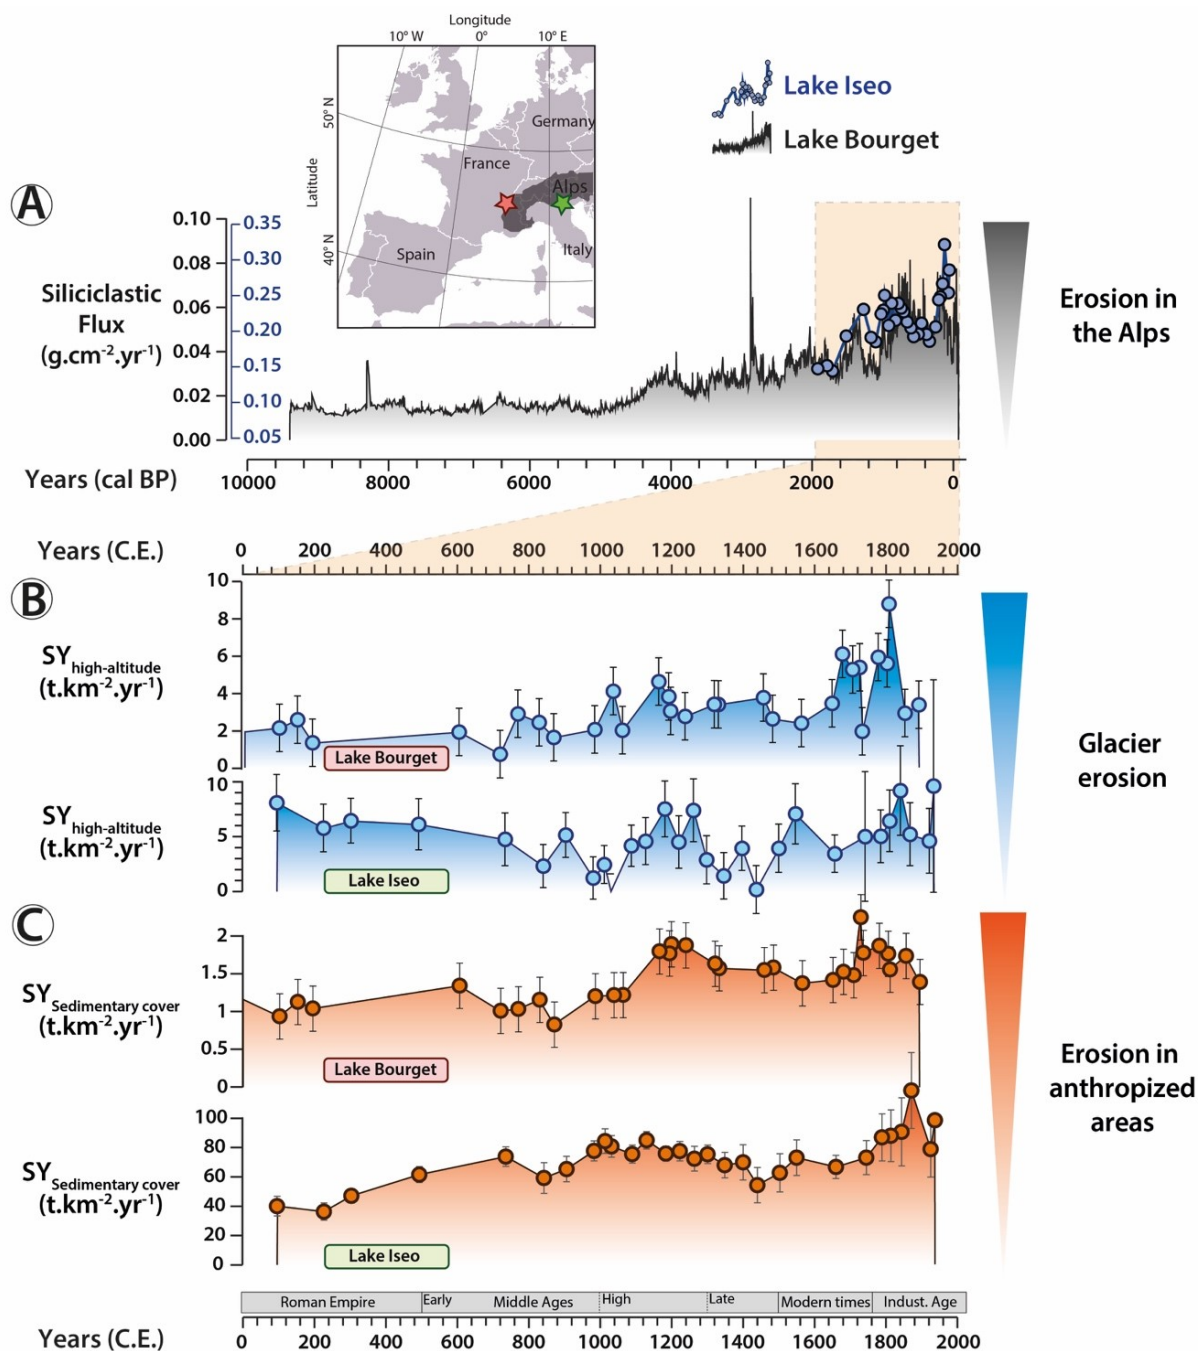 Longitude
10° W 0° 10° E
50° N
Latitude
40° N
Germany
France
Alps
Spain
Italy
Lake Iseo
Lake Bourget
A
0.10
0.08
0.06
0.04
0.02
0.00
0.35
0.30
0.25
0.20
0.15
0.10
0.05
Siliciclastic
Flux
(g.cm-2.yr-1)
Erosion in
the Alps
Years (cal BP)
10000 8000 6000 4000 2000 0
Years (C.E.)
0 200 400 600 800 1000 1200 1400 1600 1800 2000
B
10
8
6
4
2
0
SY high-altitude
(t.km-2.yr-1)
Lake Bourget
10
5
0
SY high-altitude
(t.km-2.yr-1)
Lake Iseo
Glacier
erosion
C
2
1.5
1
0.5
0
SY Sedimentary cover
(t.km-2.yr-1)
Lake Bourget
100
80
60
40
20
0
SY Sedimentary cover
(t.km-2.yr-1)
Lake Iseo
Erosion in
anthropized
areas
Roman Empire Early Middle Ages High Late Modern times Indust. Age
Years (C.E.)
0 200 400 600 800 1000 1200 1400 1600 1800 2000